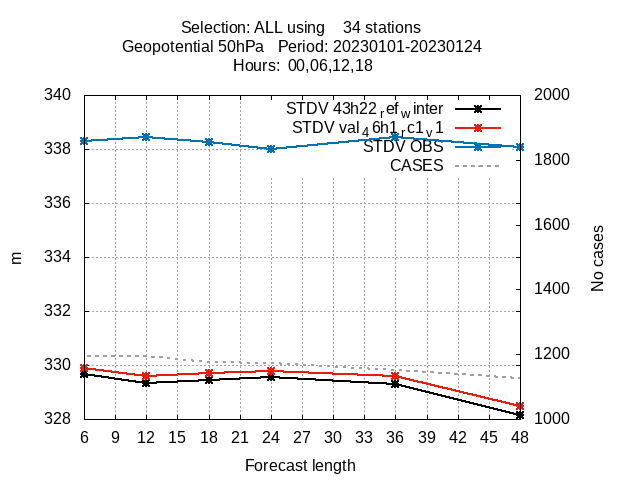 Selection: ALL using    34 stations
Geopotential 50hPa   Period: 20230101-20230124
Hours:  00,06,12,18
340 2000
STDV 43h22refwinter
STDV val46h1rc1v1
338 STDV OBS 1800
CASES
336
1600
334
m
No cases
332
1400
330 1200
328 1000
6 9 12 15 18 21 24 27 30 33 36 39 42 45 48
Forecast length